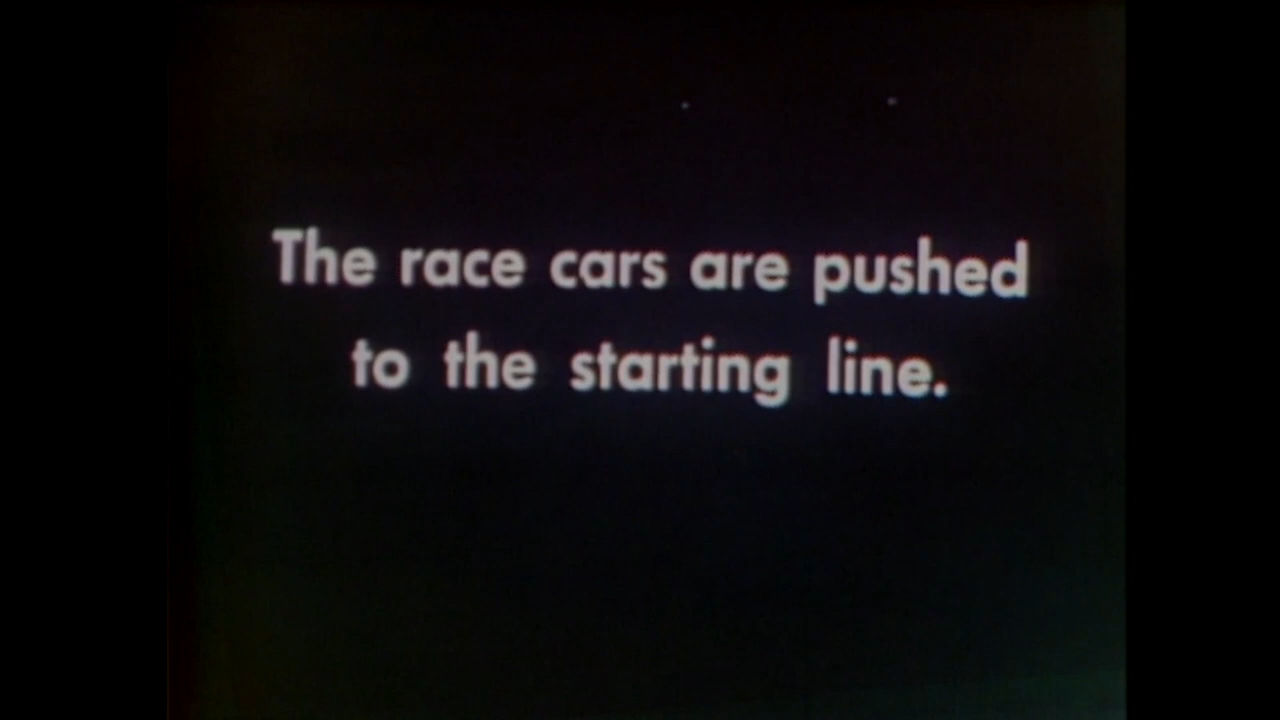 The race cars are pushed
to the starting line.